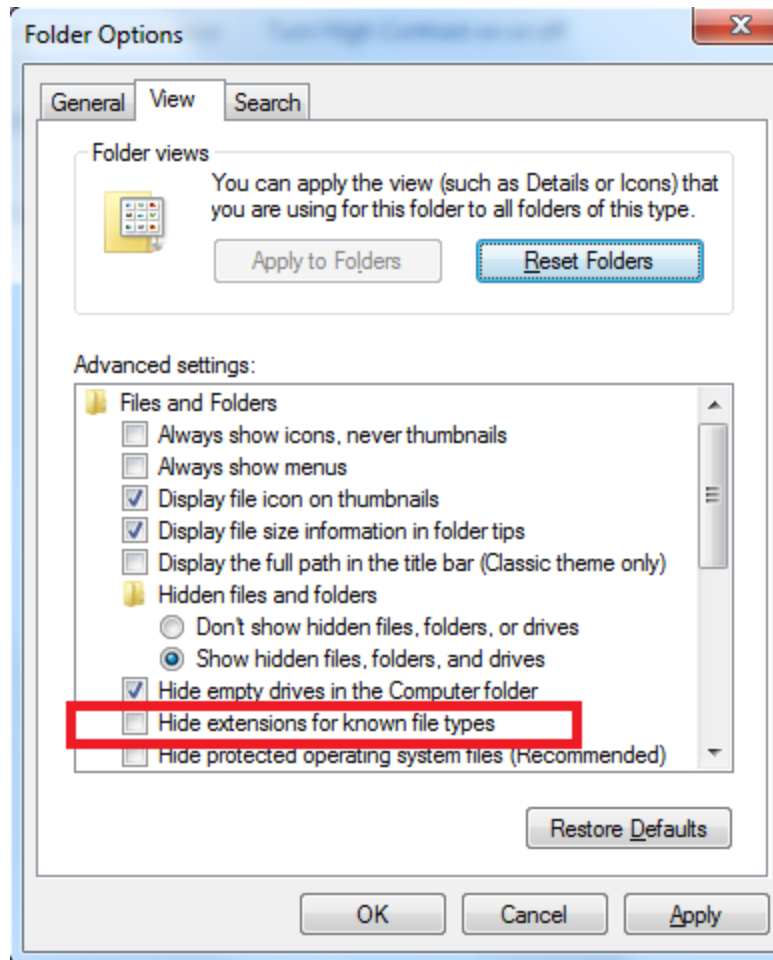 Folder Options
General View Search
Folder views
You can apply the view (such as Details or Icons) that
you are using for this folder to all folders of this type.
Apply to Folders Reset Folders
Advanced settings:
Files and Folders
Always show icons, never thumbnails
Always show menus
Display file icon on thumbnails
Display file size information in folder tips
Display the full path in the title bar (Classic theme only)
Hidden files and folders
Don't show hidden files, folders, or drives
Show hidden files, folders, and drives
Hide empty drives in the Computer folder
Hide extensions for known file types
Hide protected operating system files (Recommended)
Restore Defaults
OK Cancel Apply